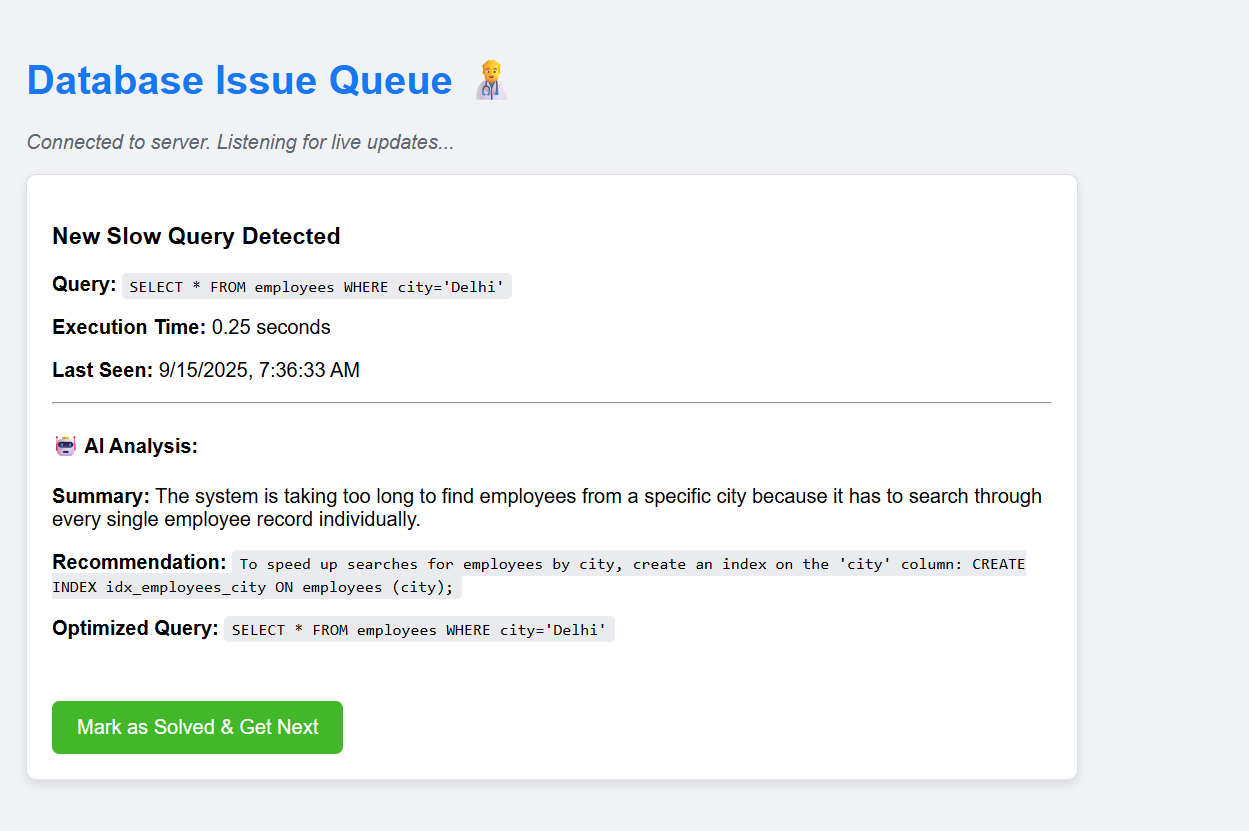 Database Issue Queue
Connected to server. Listening for live updates...
New Slow Query Detected
Query: SELECT * FROM employees WHERE city='Delhi'
Execution Time: 0.25 seconds
Last Seen: 9/15/2025, 7:36:33 AM
AI Analysis:
Summary: The system is taking too long to find employees from a specific city because it has to search through
every single employee record individually.
Recommendation: To speed up searches for employees by city, create an index on the 'city' column: CREATE
INDEX idx_employees_city ON employees (city);
Optimized Query: SELECT * FROM employees WHERE city='Delhi'
Mark as Solved & Get Next